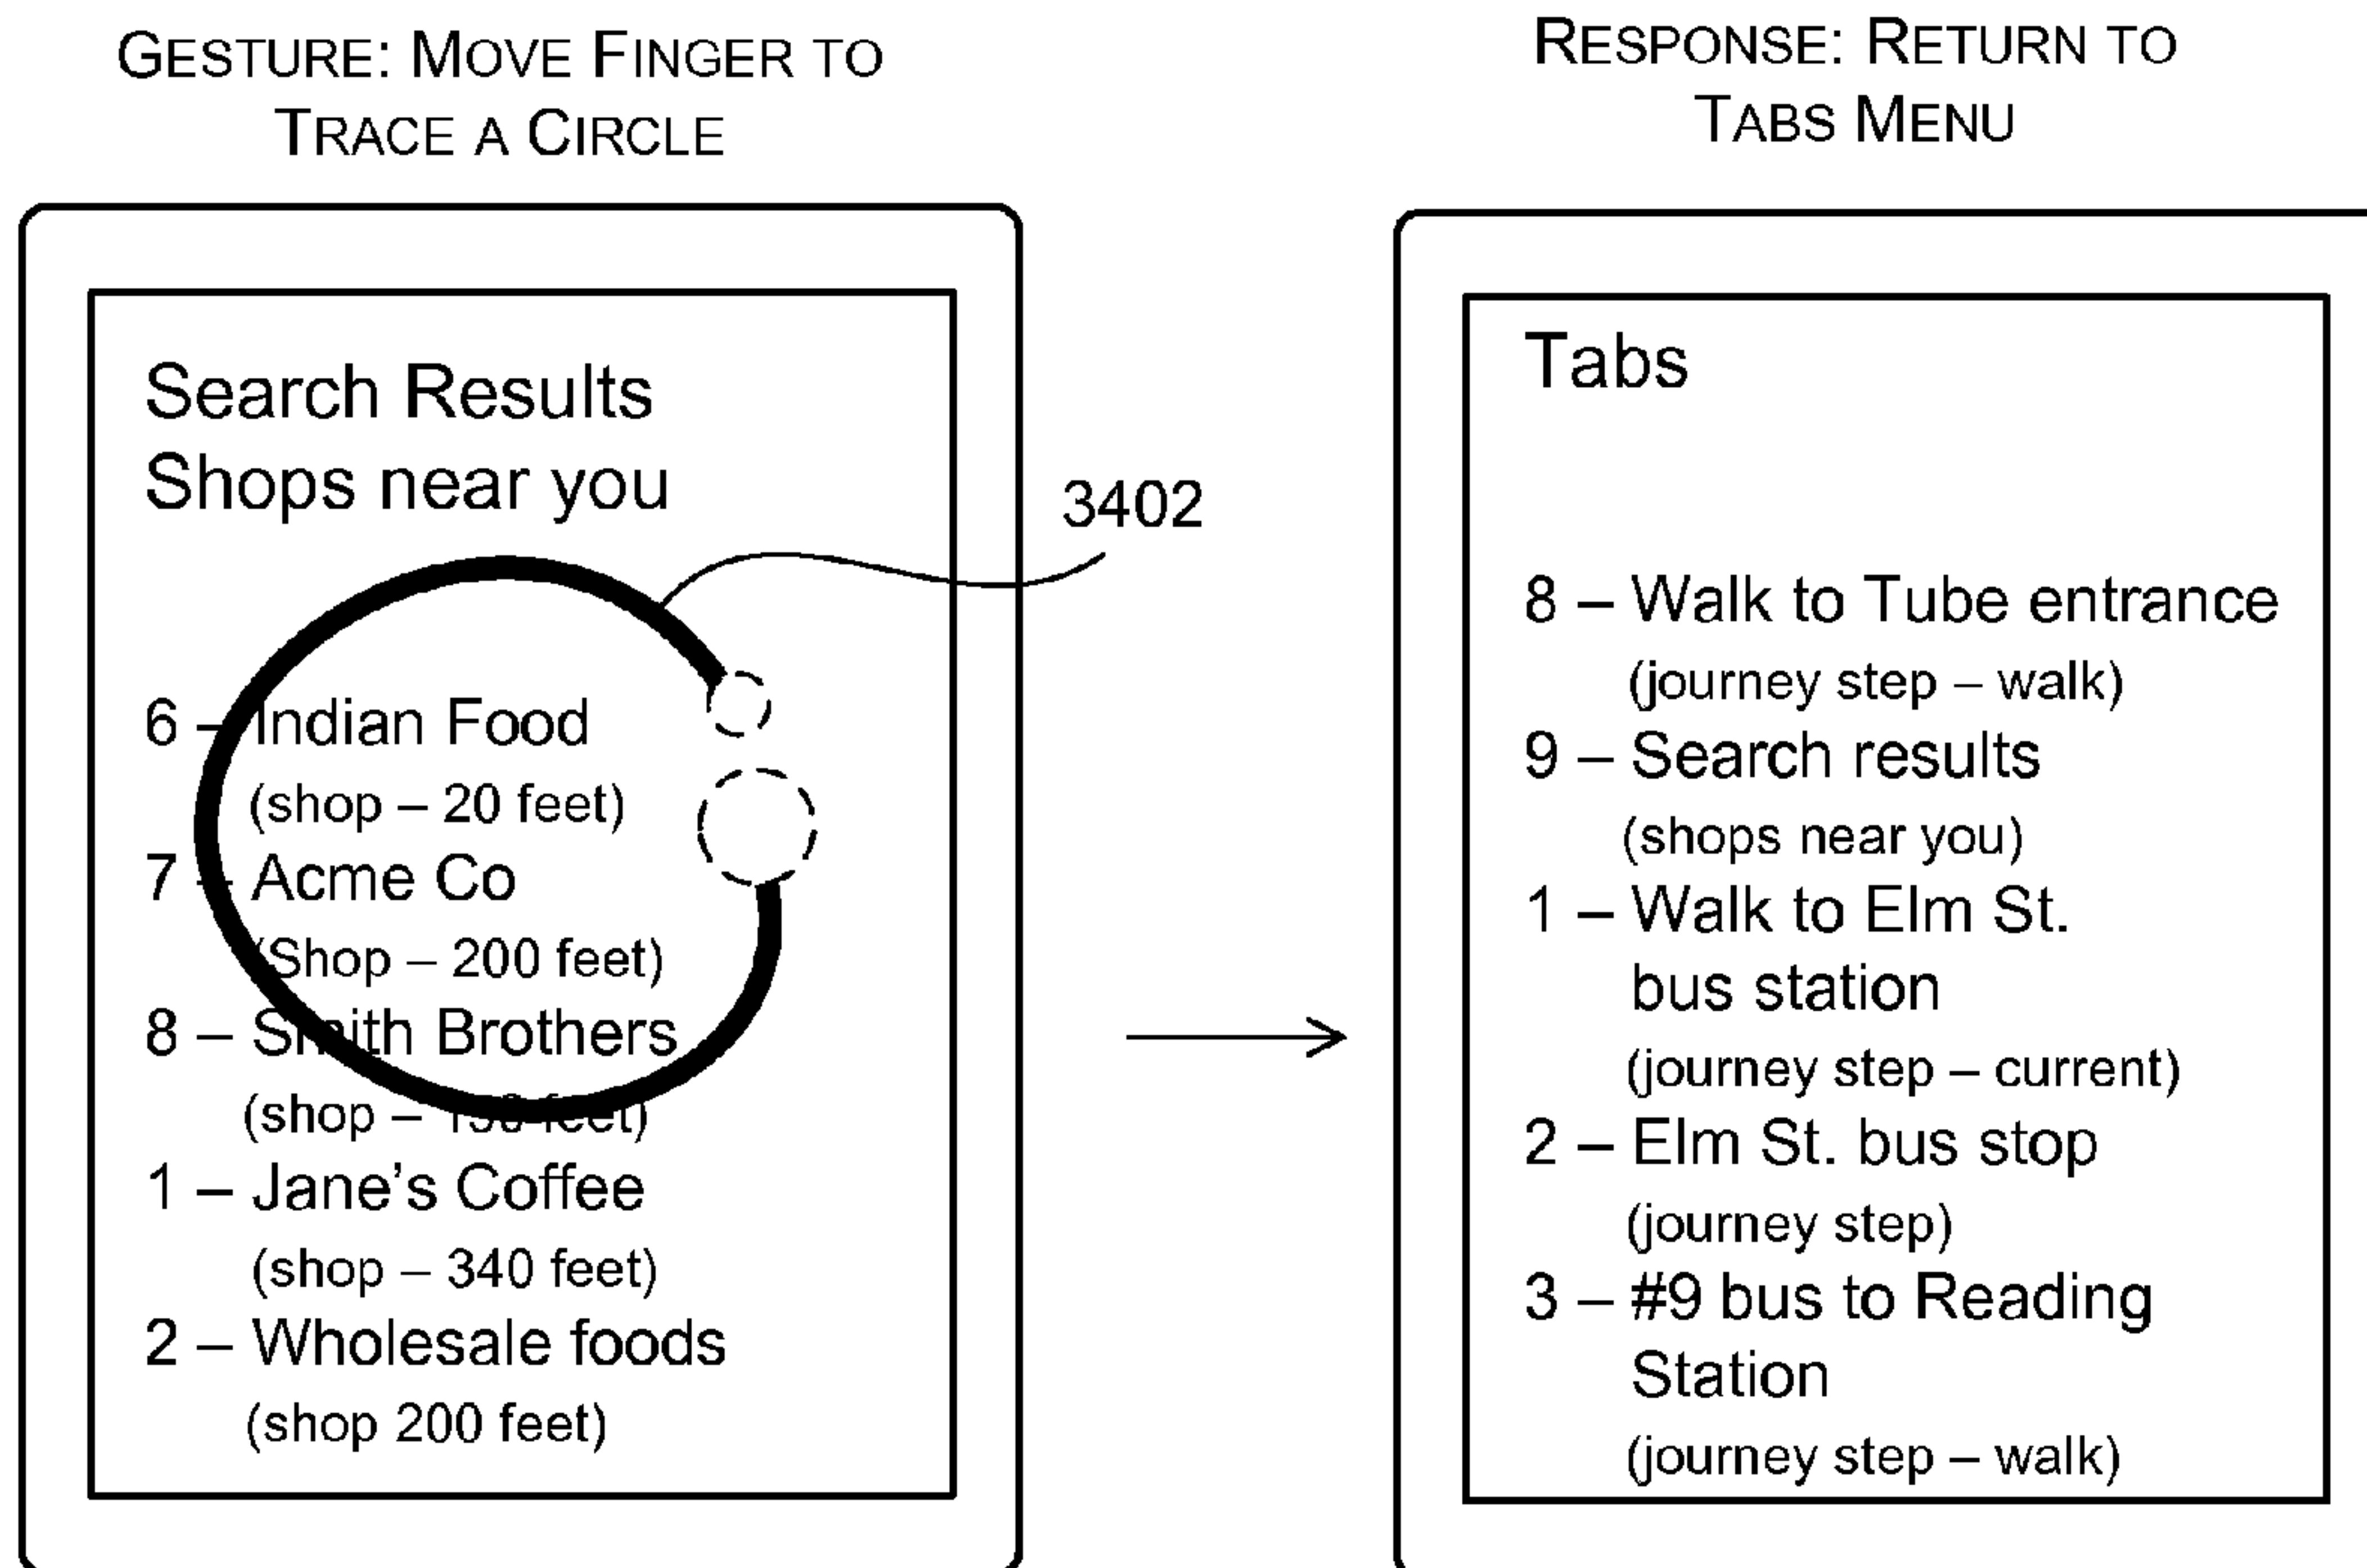 GESTURE: MOVE FINGER TO
TRACE A CIRCLE
Search Results
Shops near you
3402
6 – Indian Food
(shop – 20 feet)
7 – Acme Co
(Shop – 200 feet)
8 – Smith Brothers
(shop – feet)
1 – Jane's Coffee
(shop – 340 feet)
2 – Wholesale foods
(shop 200 feet)
RESPONSE: RETURN TO
TABS MENU
Tabs
8 – Walk to Tube entrance
(journey step – walk)
9 – Search results
(shops near you)
1 – Walk to Elm St.
bus station
(journey step – current)
2 – Elm St. bus stop
(journey step)
3 – #9 bus to Reading
Station
(journey step – walk)